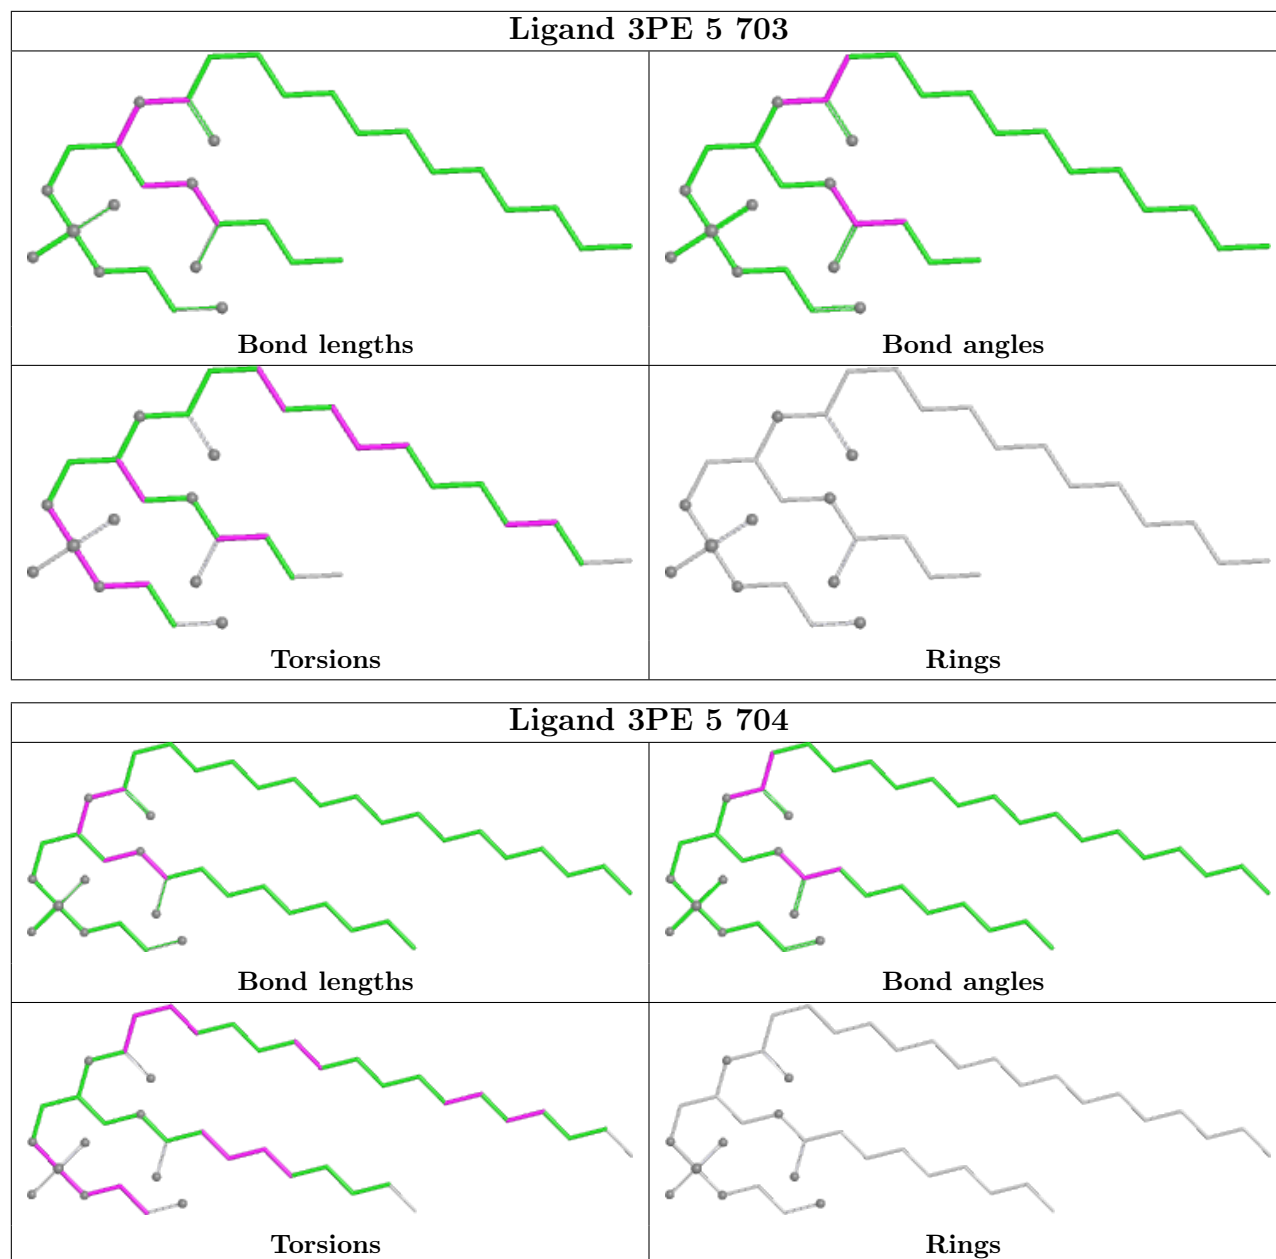 Ligand 3PE 5 703
Bond lengths
Bond angles
Torsions
Rings
Ligand 3PE 5 704
Bond lengths
Bond angles
Torsions
Rings